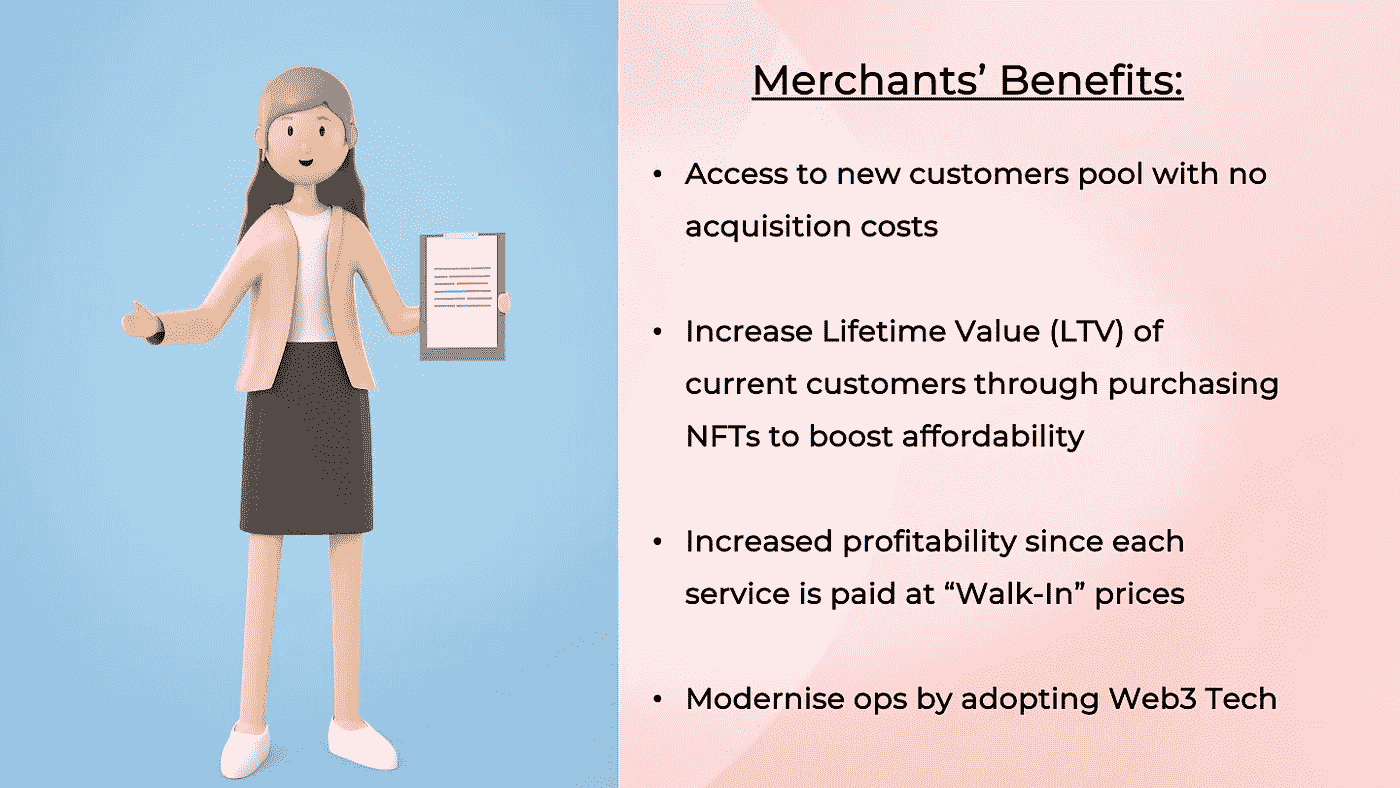 Merchants’ Benefits:
• Access to new customers pool with no
acquisition costs
• Increase Lifetime Value (LTV) of
current customers through purchasing
NFTs to boost affordability
• Increased profitability since each
service is paid at “Walk-In” prices
• Modernise ops by adopting Web3 Tech